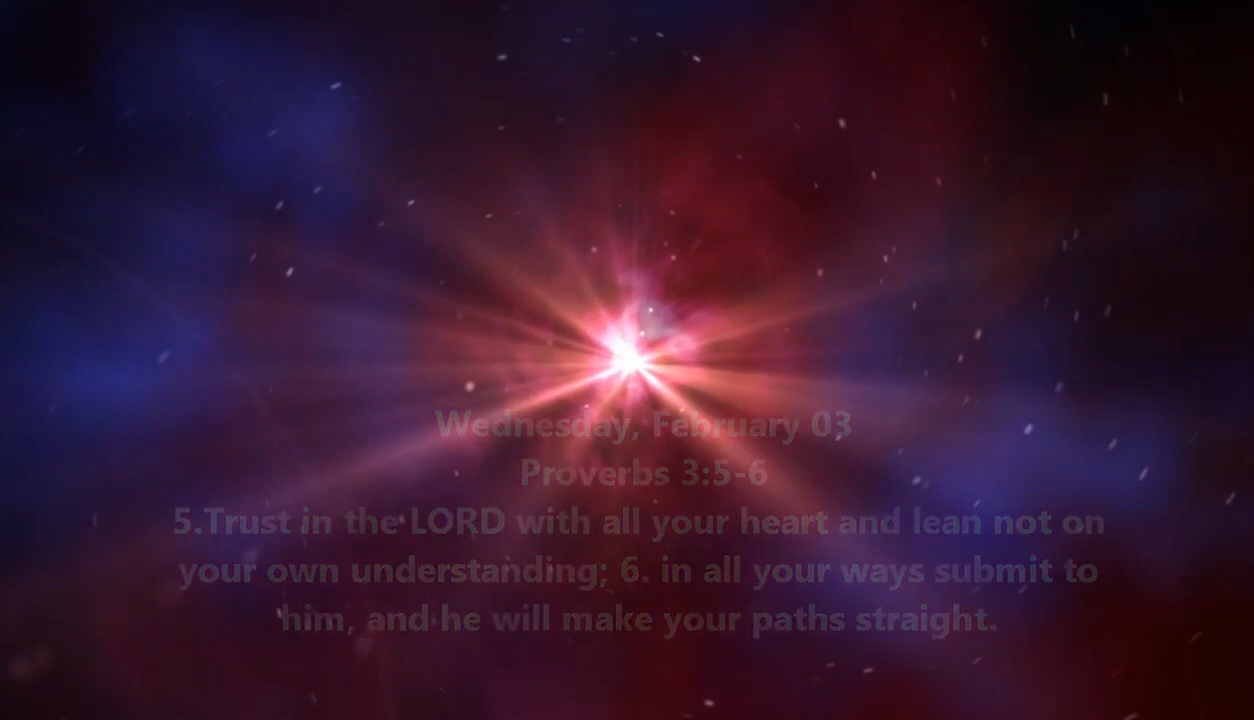 Wednesday, February 03
Proverbs 3:5-6
5.Trust in the LORD with all your heart and lean not on
your own understanding; 6. in all your ways submit to
him, and he will make your paths straight.